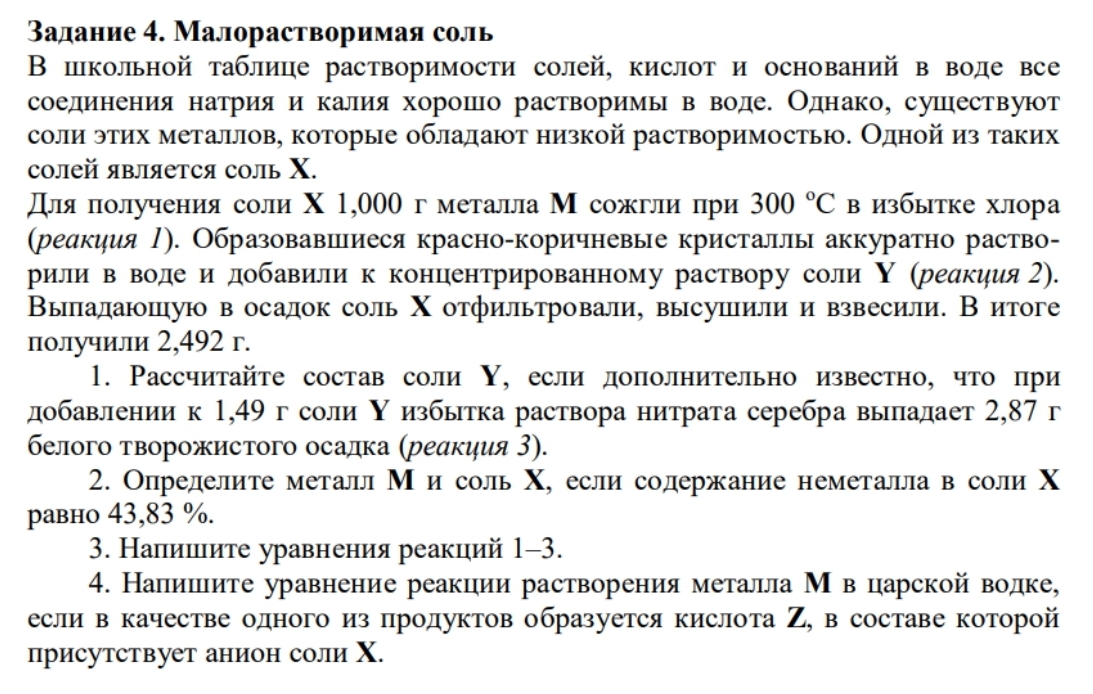 Задание 4. Малорастворимая соль
В школьной таблице растворимости солей, кислот и оснований в воде все
соединения натрия и калия хорошо растворимы в воде. Однако, существуют
соли этих металлов, которые обладают низкой растворимостью. Одной из таких
солей является соль X.
Для получения соли X 1,000 г металла M сожгли при 300 °C в избытке хлора
(реакция 1). Образовавшиеся красно-коричневые кристаллы аккуратно раство-
рили в воде и добавили к концентрированному раствору соли Y (реакция 2).
Выпадающую в осадок соль X отфильтровали, высушили и взвесили. В итоге
получили 2,492 г.
1. Рассчитайте состав соли Y, если дополнительно известно, что при
добавлении к 1,49 г соли Y избытка раствора нитрата серебра выпадает 2,87 г
белого творожистого осадка (реакция 3).
2. Определите металл M и соль X, если содержание неметалла в соли X
равно 43,83 %.
3. Напишите уравнения реакций 1–3.
4. Напишите уравнение реакции растворения металла M в царской водке,
если в качестве одного из продуктов образуется кислота Z, в составе которой
присутствует анион соли X.